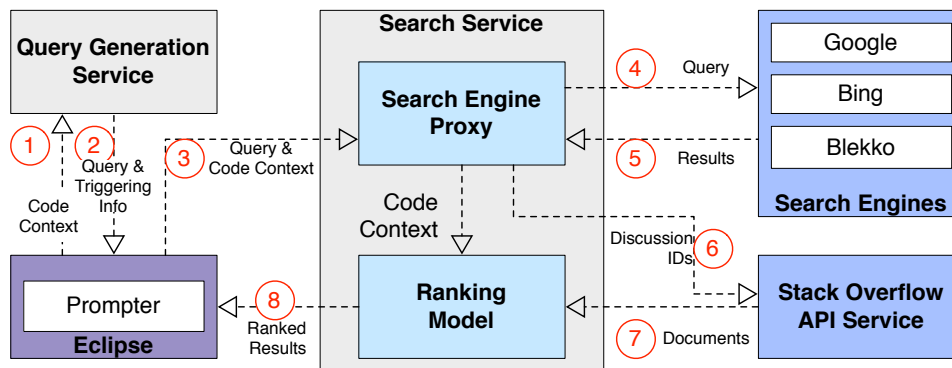 Query Generation
Service
Search Service
Google
Bing
Blekko
Search Engines
Search Engine
Proxy
4
Query
5
Results
1
2
3
Query &
Triggering
Info
Query &
Code Context
Code
Context
Code
Context
Discussion
IDs
6
Prompter
Eclipse
8
Ranked
Results
Ranking
Model
7
Documents
Stack Overflow
API Service